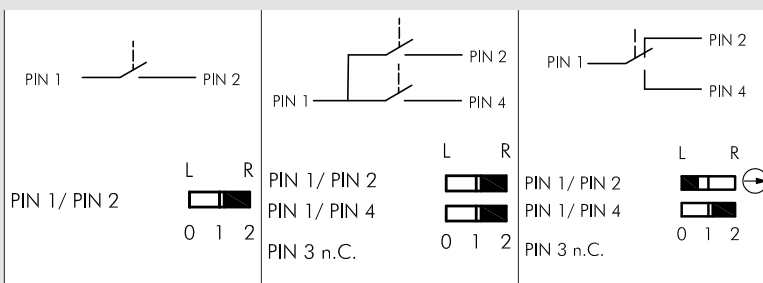 PIN 1 PIN 2
L R
PIN 1/ PIN 2
0 1 2
PIN 2
PIN 1 PIN 4
L R
PIN 1/ PIN 2
PIN 1/ PIN 4
0 1 2
PIN 3 n.C.
PIN 2
PIN 1
PIN 4
L R
PIN 1/ PIN 2
PIN 1/ PIN 4
0 1 2
PIN 3 n.C.